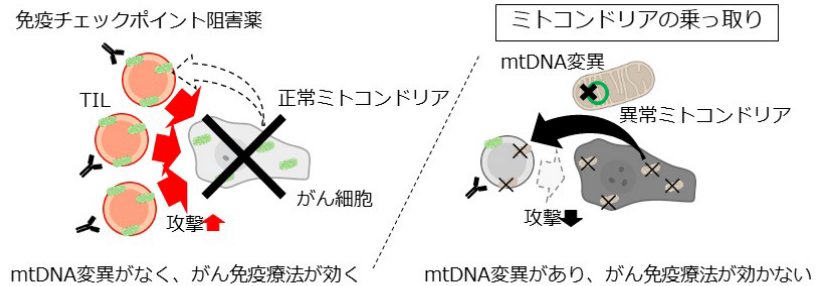 免疫チェックポイント阻害薬
TIL
正常ミトコンドリア
がん細胞
攻撃
mtDNA変異がなく、がん免疫療法が効く
ミトコンドリアの乗っ取り
mtDNA変異
異常ミトコンドリア
攻撃
mtDNA変異があり、がん免疫療法が効かない